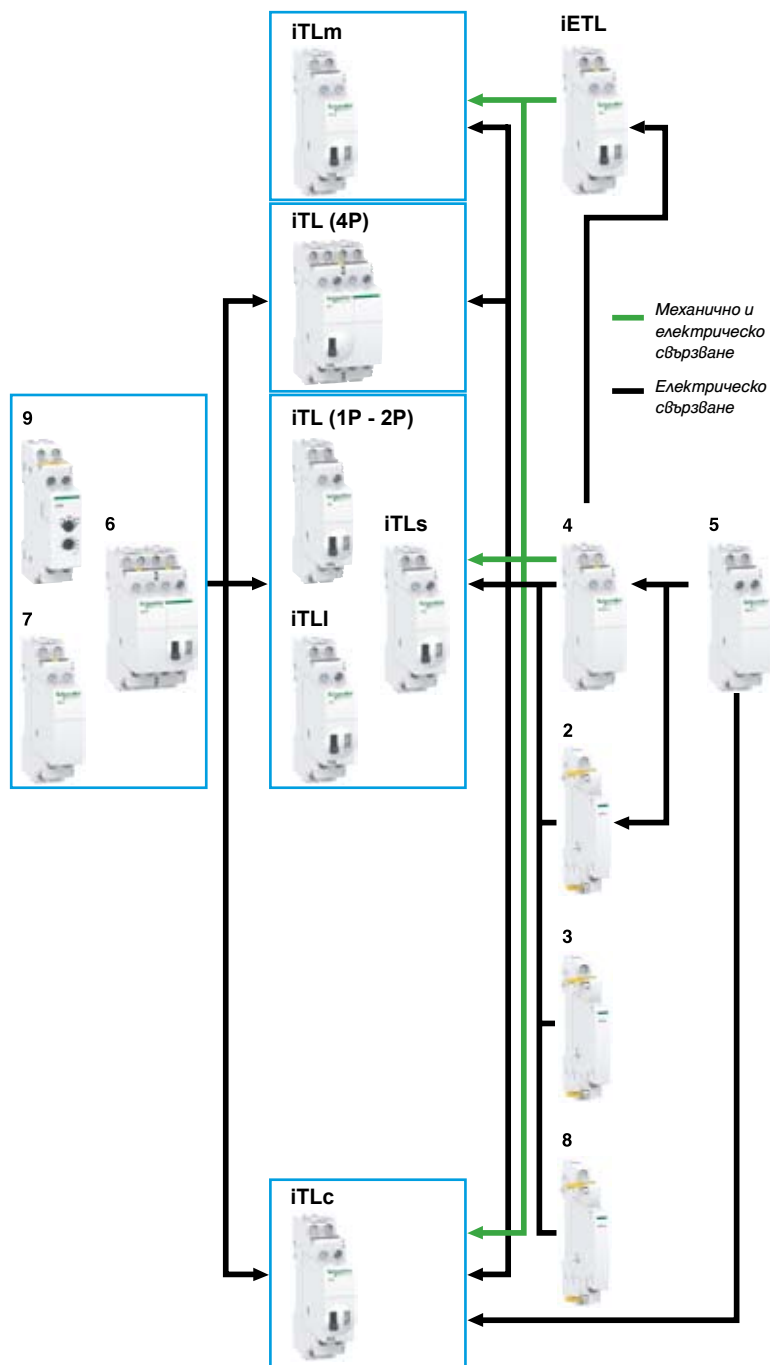 iTLm
iETL
iTL (4P)
Механично и
електрическо
свързване
Електрическо
свързване
9
iTL (1P - 2P)
6
iTLs
4
5
7
iTLI
2
3
8
iTLc